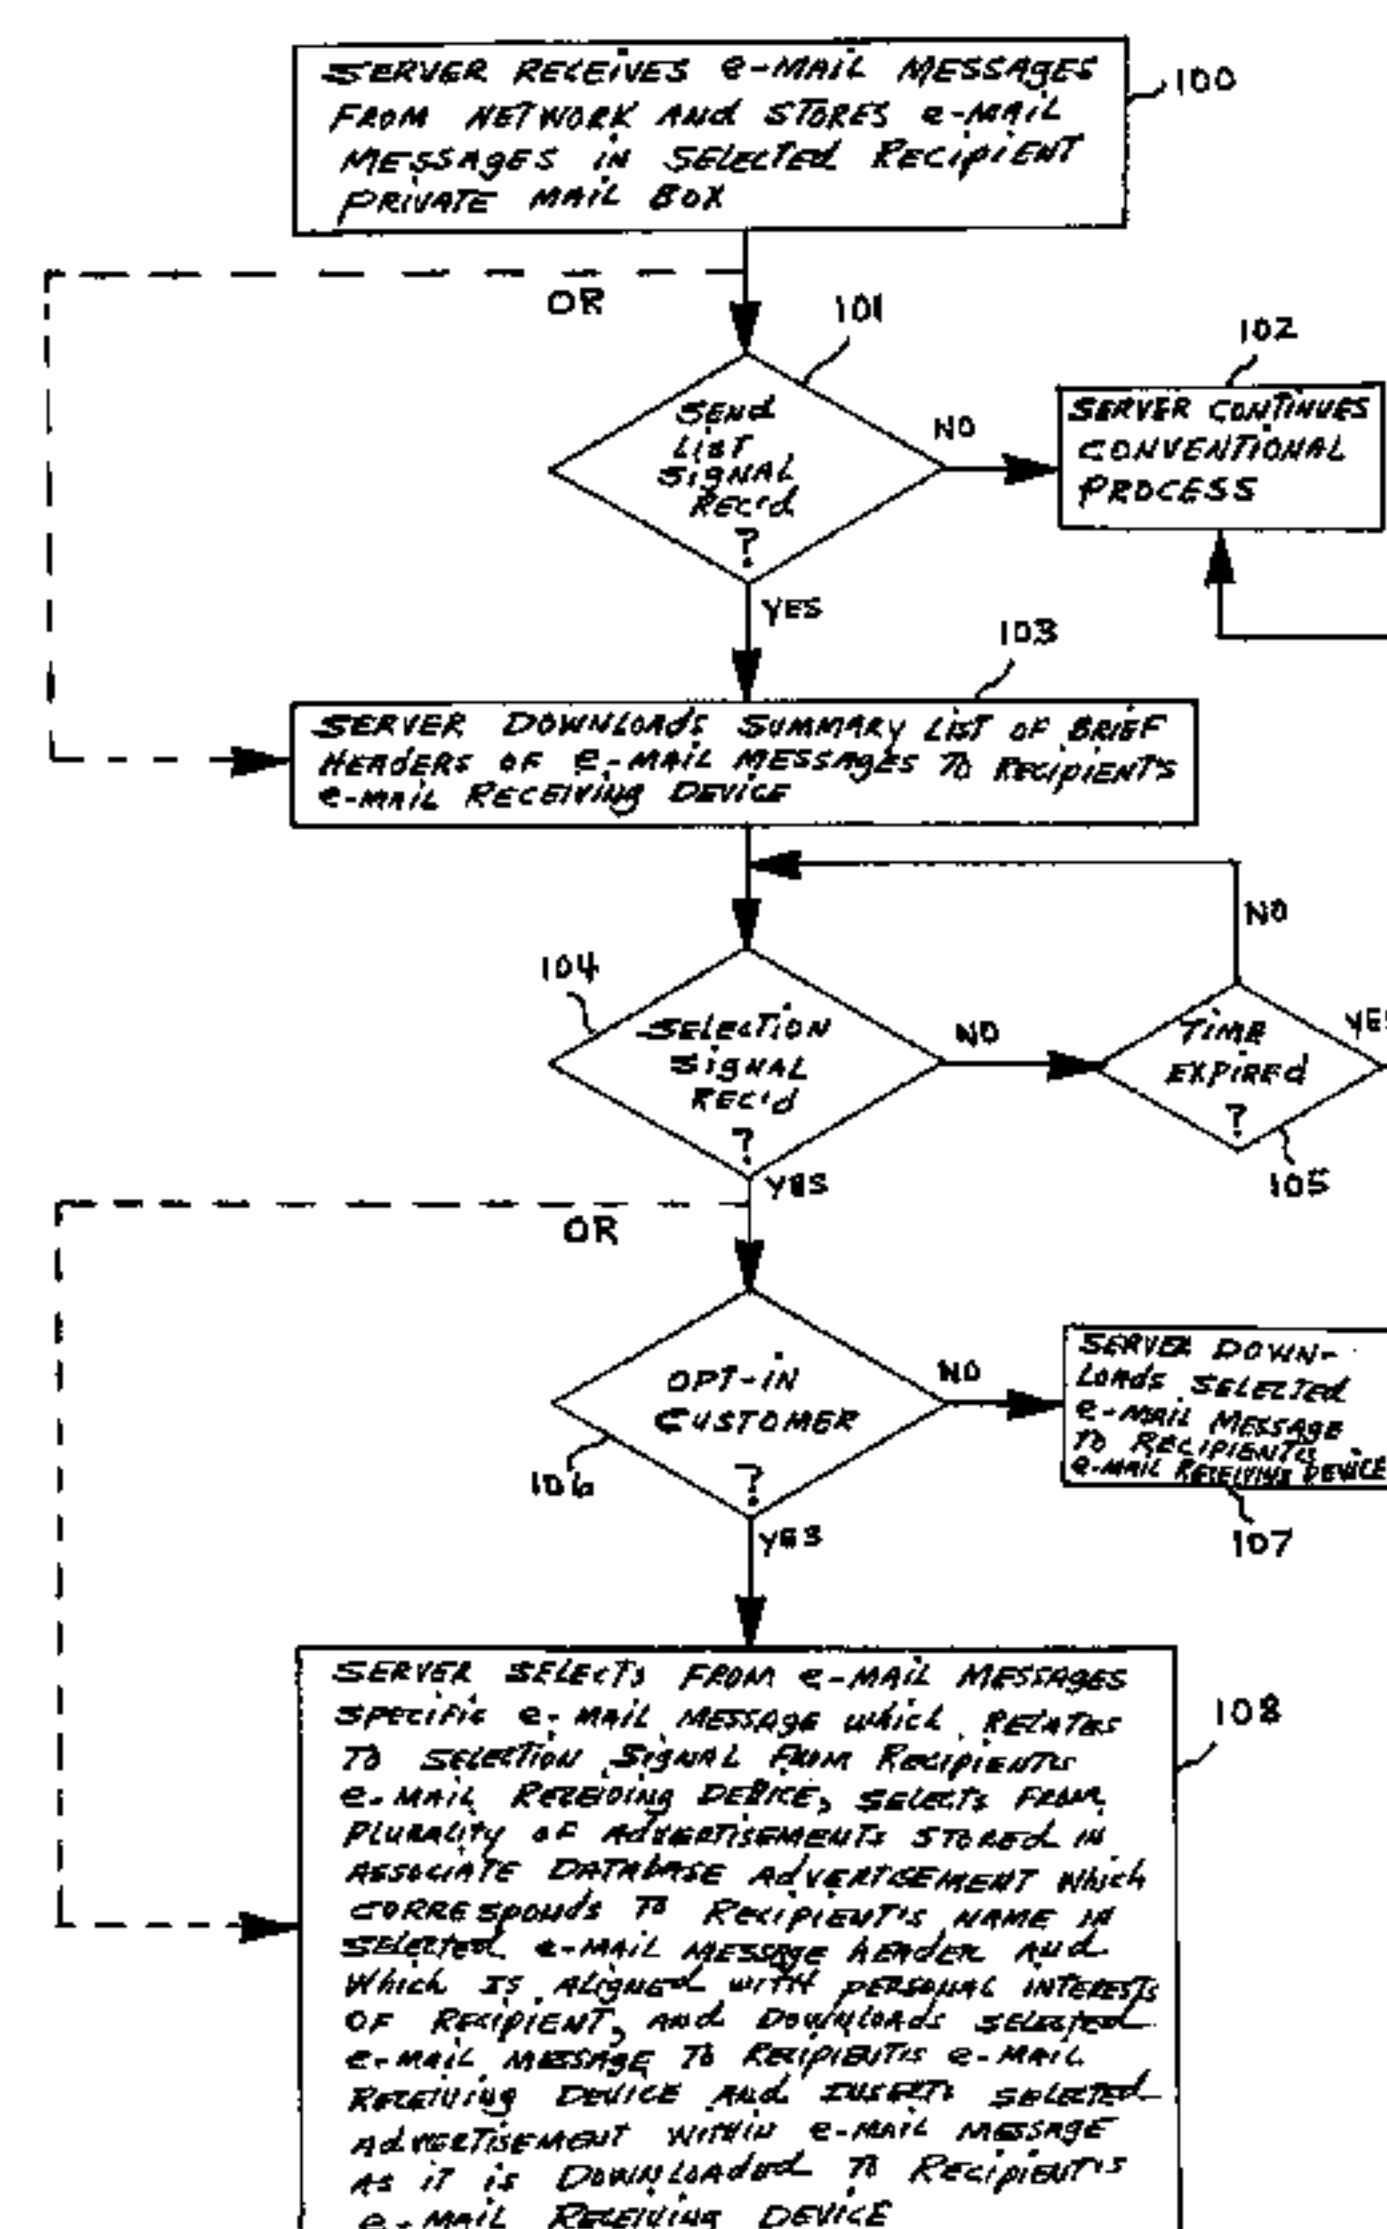 SERVER RECEIVES e-MAIL MESSAGES
FROM NETWORK AND STORES e-MAIL
MESSAGES IN SELECTED RECIPIENT
PRIVATE MAIL BOX
100
OR
101
SEND
LIST
SIGNAL
REC'd
?
NO
102
SERVER CONTINUES
CONVENTIONAL
PROCESS
YES
103
SERVER DOWNLOADS SUMMARY LIST OF BRIEF
HEADERS OF e-MAIL MESSAGES TO RECIPIENT'S
e-MAIL RECEIVING DEVICE
NO
104
SELECTION
SIGNAL
REC'd
?
NO
TIME
EXPIRED
?
YES
105
YES
OR
106
OPT-IN
CUSTOMER
?
NO
SERVER DOWN-
LOADS SELECTED
e-MAIL MESSAGE
TO RECIPIENT'S
e-MAIL RECEIVING DEVICE
107
YES
108
SERVER SELECTS FROM e-MAIL MESSAGES
SPECIFIC e-MAIL MESSAGE WHICH RELATES
TO SELECTION SIGNAL FROM RECIPIENT'S
e-MAIL RECEIVING DEVICE, SELECTS FROM
PLURALITY OF ADVERTISEMENTS STORED IN
ASSOCIATE DATABASE ADVERTISEMENT WHICH
CORRESPONDS TO RECIPIENT'S NAME IN
SELECTED e-MAIL MESSAGE HEADER AND
WHICH IS ALIGNED WITH PERSONAL INTERESTS
OF RECIPIENT, AND DOWNLOADS SELECTED
e-MAIL MESSAGE TO RECIPIENT'S e-MAIL
RECEIVING DEVICE AND INSERTS SELECTED
ADVERTISEMENT WITHIN e-MAIL MESSAGE
AS IT IS DOWNLOADED TO RECIPIENT'S
e-MAIL RECEIVING DEVICE